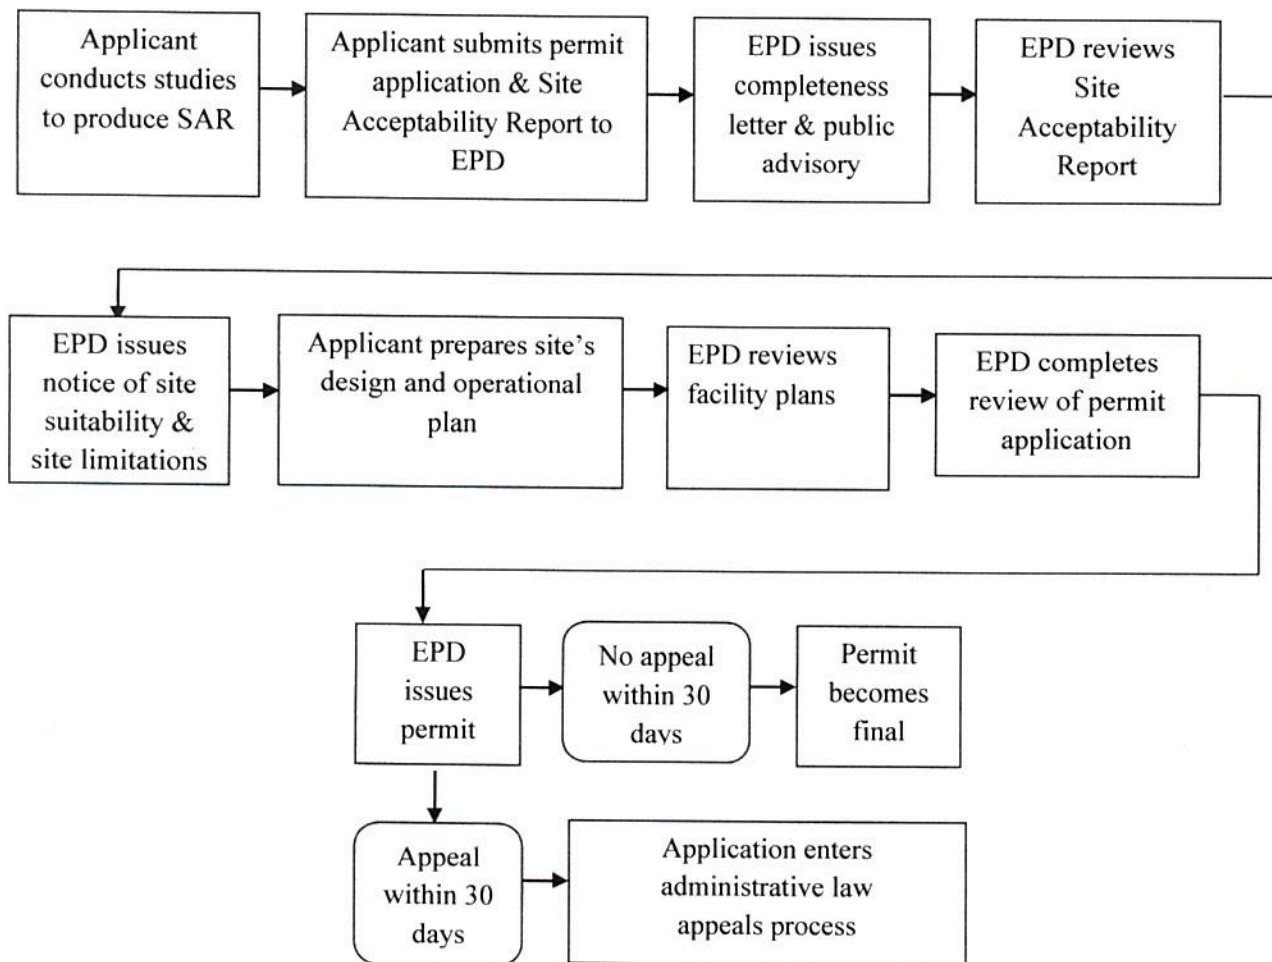 Applicant
conducts studies
to produce SAR
Applicant submits permit
application & Site
Acceptability Report to
EPD
EPD issues
completeness
letter & public
advisory
EPD reviews
Site
Acceptability
Report
EPD issues
notice of site
suitability &
site limitations
Applicant prepares site's
design and operational
plan
EPD reviews
facility plans
EPD completes
review of permit
application
EPD
issues
permit
No appeal
within 30
days
Permit
becomes
final
Appeal
within 30
days
Application enters
administrative law
appeals process